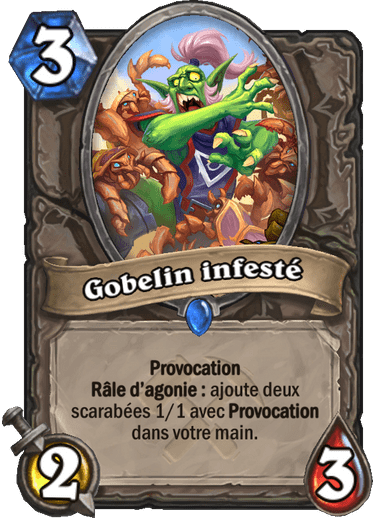 3
Gobelin infesté
Provocation
Râle d'agonie : ajoute deux
scarabées 1/1 avec Provocation
dans votre main.
2
3